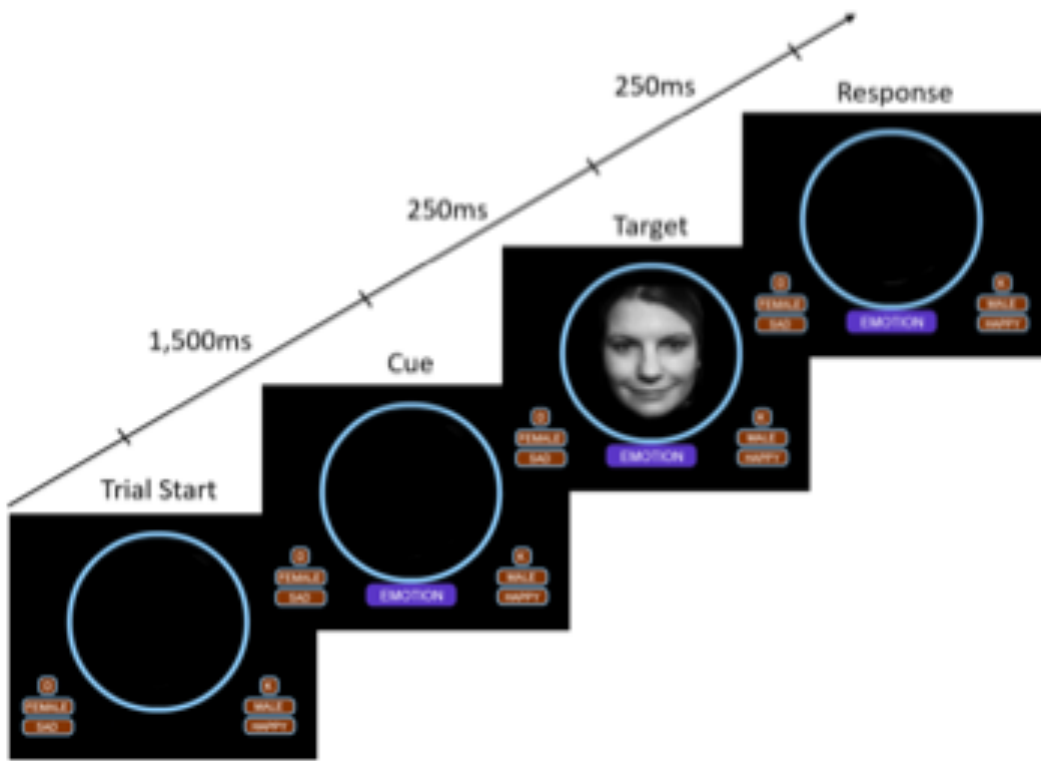 250ms
Response
D
K
FEMALE
MALE
SAD
HAPPY
EMOTION
250ms
Target
D
K
FEMALE
MALE
SAD
HAPPY
EMOTION
1,500ms
Cue
D
K
FEMALE
MALE
SAD
HAPPY
EMOTION
Trial Start
D
K
FEMALE
MALE
SAD
HAPPY